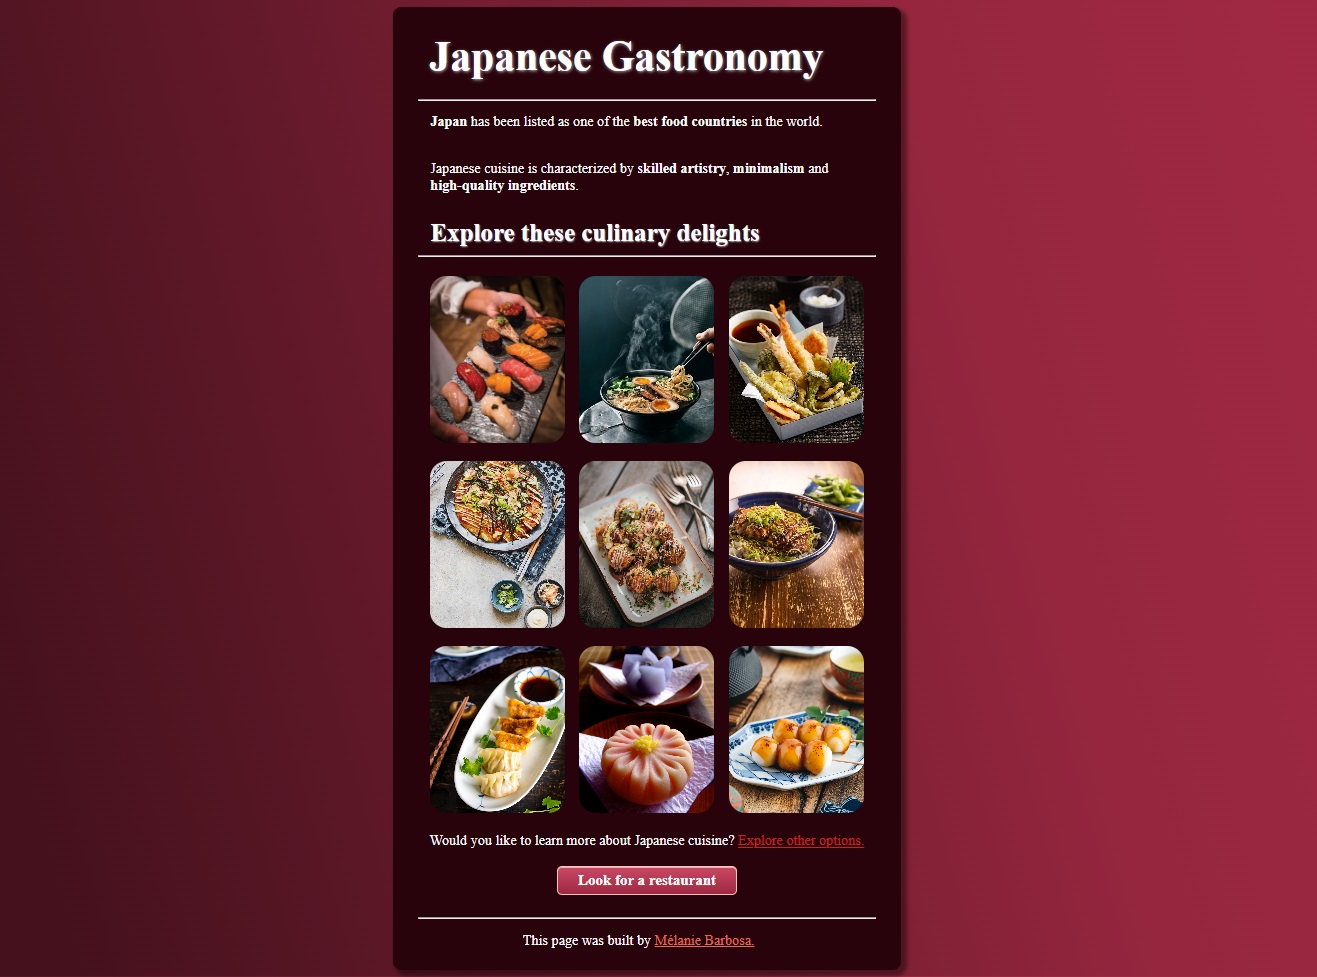 Japanese Gastronomy
Japan has been listed as one of the best food countries in the world.
Japanese cuisine is characterized by skilled artistry, minimalism and
high-quality ingredients.
Explore these culinary delights
Would you like to learn more about Japanese cuisine? Explore other options.
Look for a restaurant
This page was built by Mélanie Barbosa.